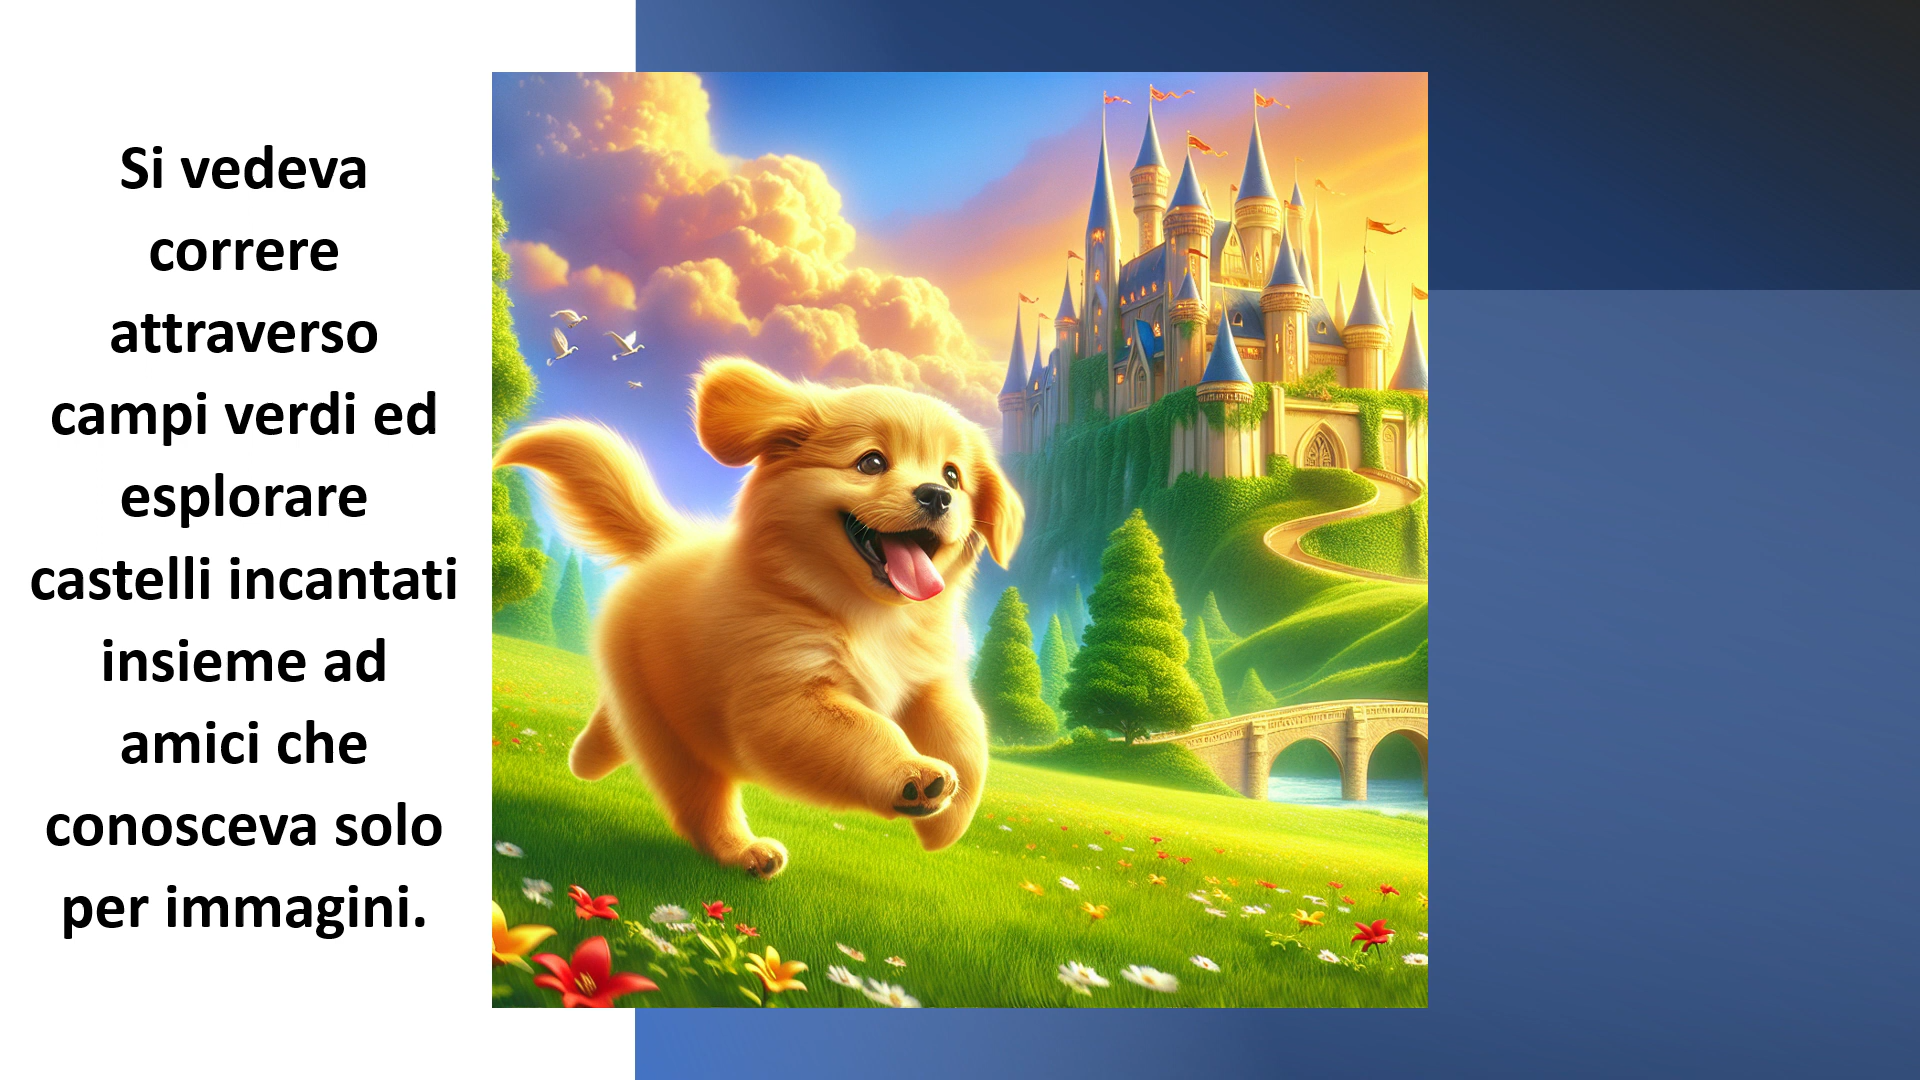 Si vedeva
correre
attraverso
campi verdi ed
esplorare
castelli incantati
insieme ad
amici che
conosceva solo
per immagini.